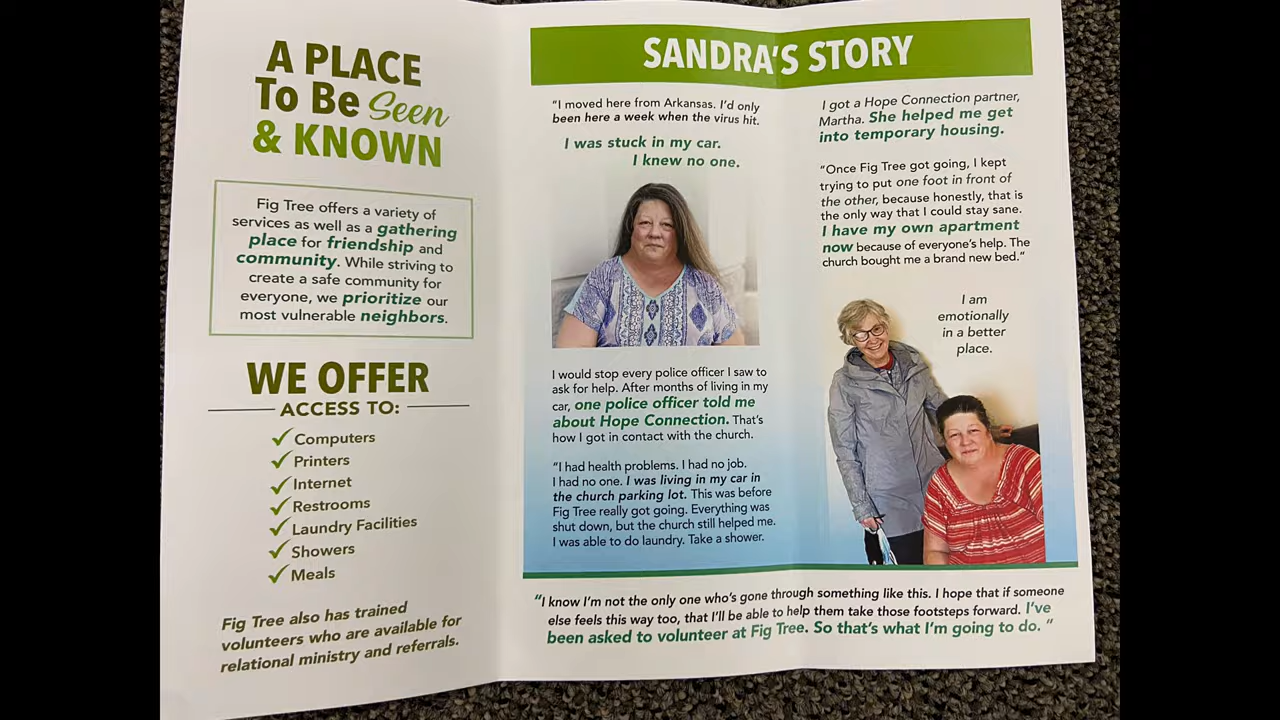 A PLACE
To Be Seen
& KNOWN
Fig Tree offers a variety of
services as well as a gathering
place for friendship and
community. While striving to
create a safe community for
everyone, we prioritize our
most vulnerable neighbors.
WE OFFER
ACCESS TO:
Computers
Printers
Internet
Restrooms
Laundry Facilities
Showers
Meals
Fig Tree also has trained
volunteers who are available for
relational ministry and referrals.
SANDRA'S STORY
"I moved here from Arkansas. I'd only
been here a week when the virus hit.
I was stuck in my car.
I knew no one.
I would stop every police officer I saw to
ask for help. After months of living in my
car, one police officer told me
about Hope Connection. That's
how I got in contact with the church.
"I had health problems. I had no job.
I had no one. I was living in my car in
the church parking lot. This was before
Fig Tree really got going. Everything was
shut down, but the church still helped me.
I was able to do laundry. Take a shower.
I got a Hope Connection partner,
Martha. She helped me get
into temporary housing.
"Once Fig Tree got going, I kept
trying to put one foot in front of
the other, because honestly, that is
the only way that I could stay sane.
I have my own apartment
now because of everyone's help. The
church bought me a brand new bed."
I am
emotionally
in a better
place.
"I know I'm not the only one who's gone through something like this. I hope that if someone
else feels this way too, that I'll be able to help them take those footsteps forward. I've
been asked to volunteer at Fig Tree. So that's what I'm going to do. "